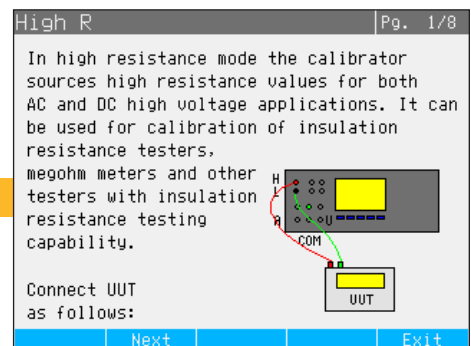 High R Pg. 1/8
In high resistance mode the calibrator
sources high resistance values for both
AC and DC high voltage applications. It can
be used for calibration of insulation
resistance testers,
megohm meters and other
testers with insulation
resistance testing
capability.
H
L
A U
COM
UUT
Connect UUT
as follows:
Next Exit